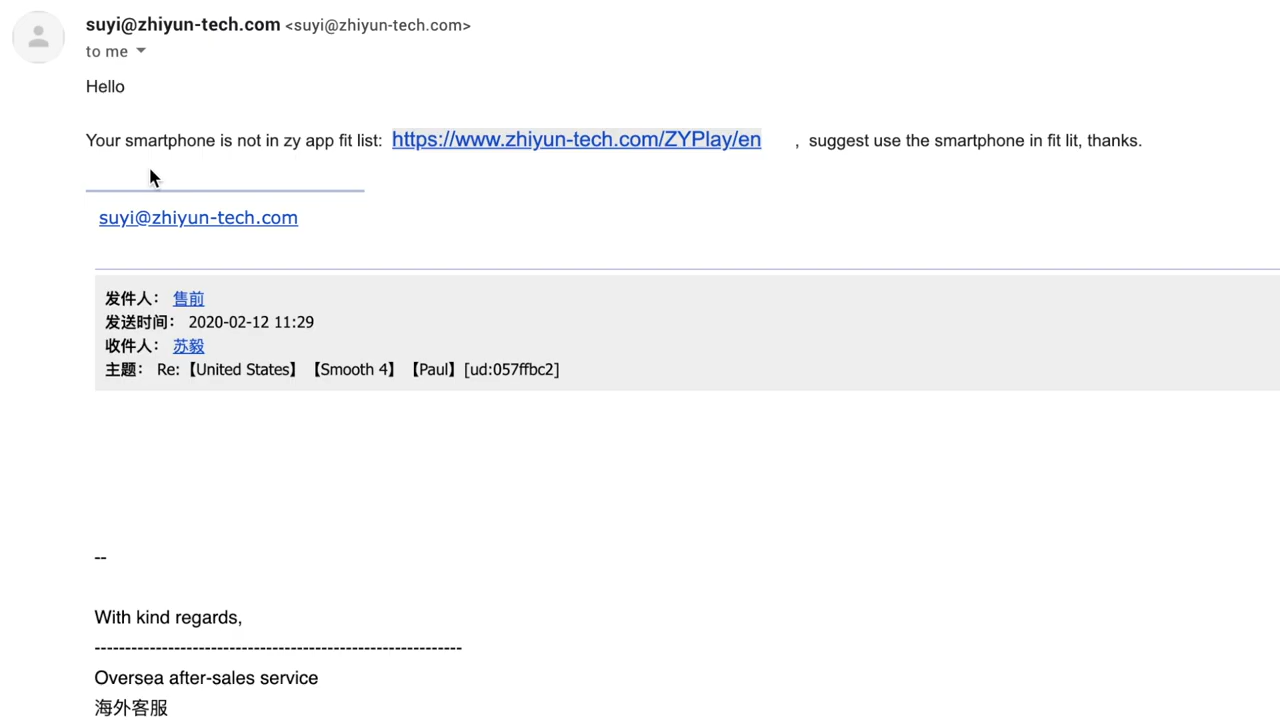 suyi@zhiyun-tech.com <suyi@zhiyun-tech.com>
to me
Hello
Your smartphone is not in zy app fit list: https://www.zhiyun-tech.com/ZYPlay/en , suggest use the smartphone in fit lit, thanks.
suyi@zhiyun-tech.com
发件人： 售前
发送时间： 2020-02-12 11:29
收件人： 苏毅
主题： Re:【United States】【Smooth 4】【Paul】[ud:057ffbc2]
--
With kind regards,
-------------------------------------------------------------
Oversea after-sales service
海外客服